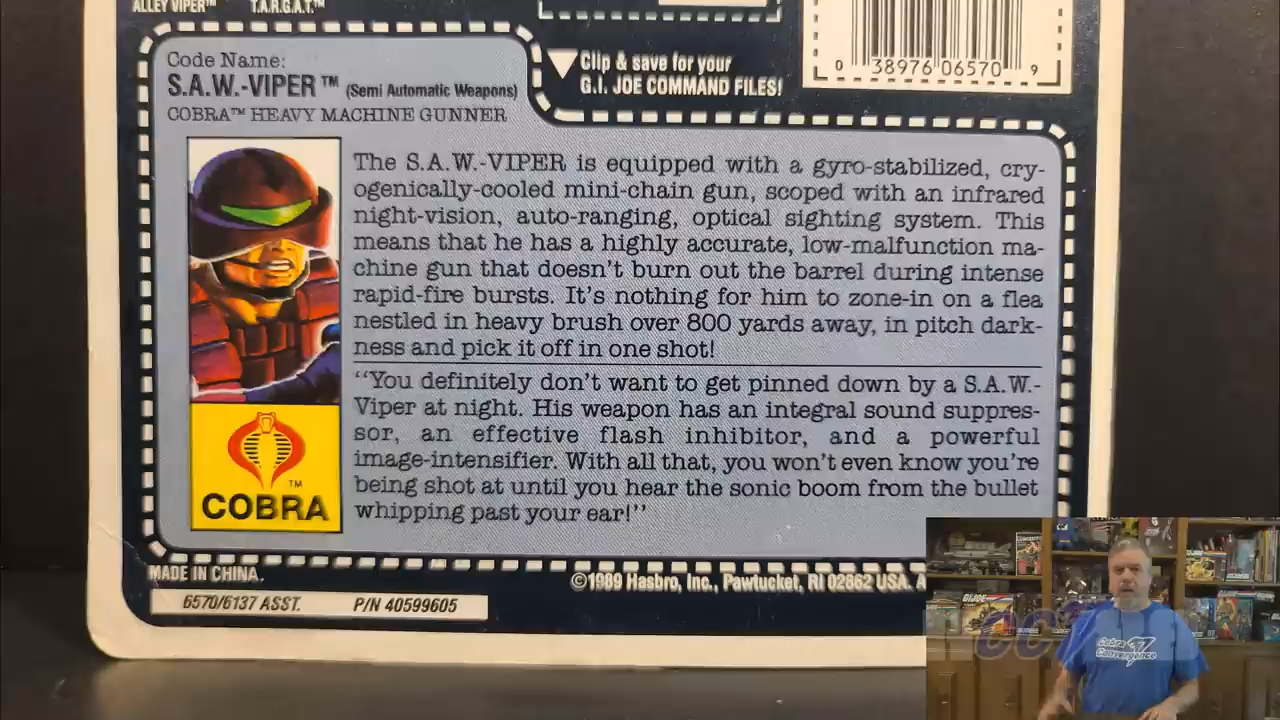 ALLEY VIPER™ T.A.R.G.A.T.™
0 38976 06570 9
Clip & save for your
G.I. JOE COMMAND FILES!
Code Name:
S.A.W.-VIPER™ (Semi Automatic Weapons)
COBRA™ HEAVY MACHINE GUNNER
The S.A.W.-VIPER is equipped with a gyro-stabilized, cry-
ogenically-cooled mini-chain gun, scoped with an infrared
night-vision, auto-ranging, optical sighting system. This
means that he has a highly accurate, low-malfunction ma-
chine gun that doesn't burn out the barrel during intense
rapid-fire bursts. It's nothing for him to zone-in on a flea
nestled in heavy brush over 800 yards away, in pitch dark-
ness and pick it off in one shot!
"You definitely don't want to get pinned down by a S.A.W.-
Viper at night. His weapon has an integral sound suppres-
sor, an effective flash inhibitor, and a powerful
image-intensifier. With all that, you won't even know you're
being shot at until you hear the sonic boom from the bullet
whipping past your ear!"
™
COBRA
MADE IN CHINA.
©1989 Hasbro, Inc., Pawtucket, RI 02862 USA. A
6570/6137 ASST. P/N 40599605
G.I.JOE
Cobra
Convergence